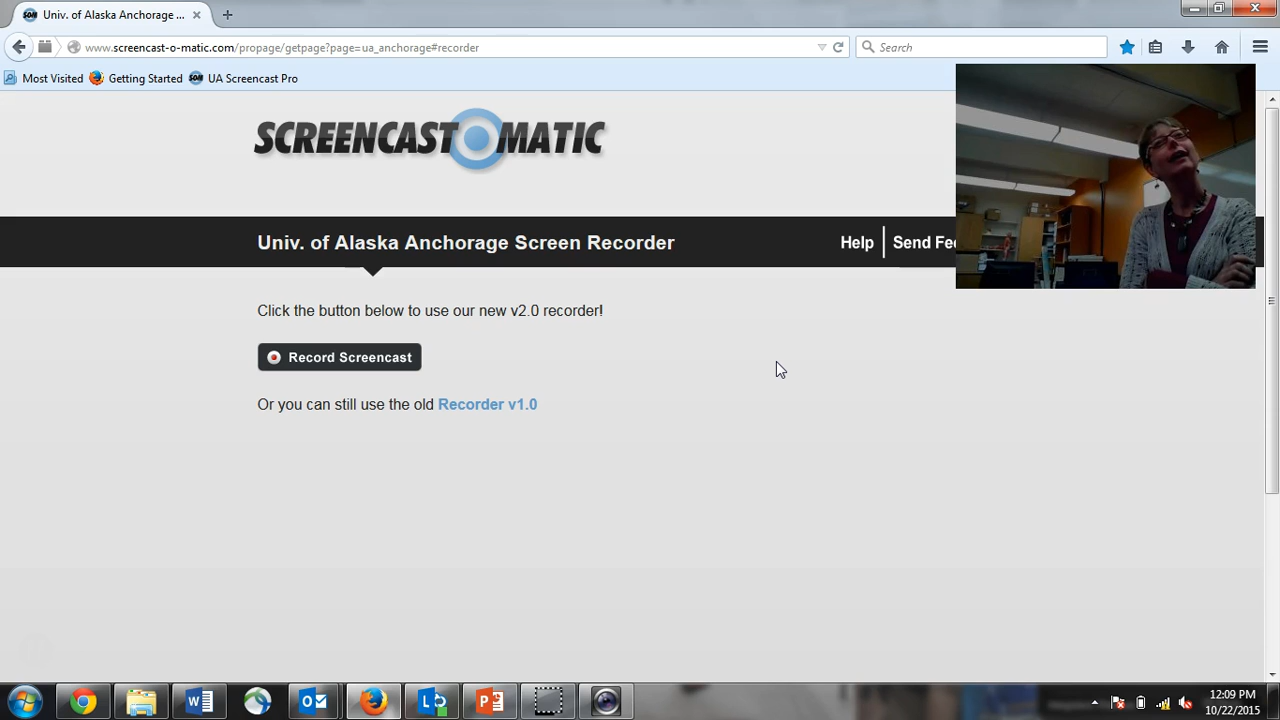 Univ. of Alaska Anchorage ...
www.screencast-o-matic.com/propage/getpage?page=ua_anchorage#recorder
Search
Most Visited
Getting Started
UA Screencast Pro
SCREENCAST MATIC
Univ. of Alaska Anchorage Screen Recorder
Help
Send Fee
Click the button below to use our new v2.0 recorder!
Record Screencast
Or you can still use the old Recorder v1.0
12:09 PM
10/22/2015